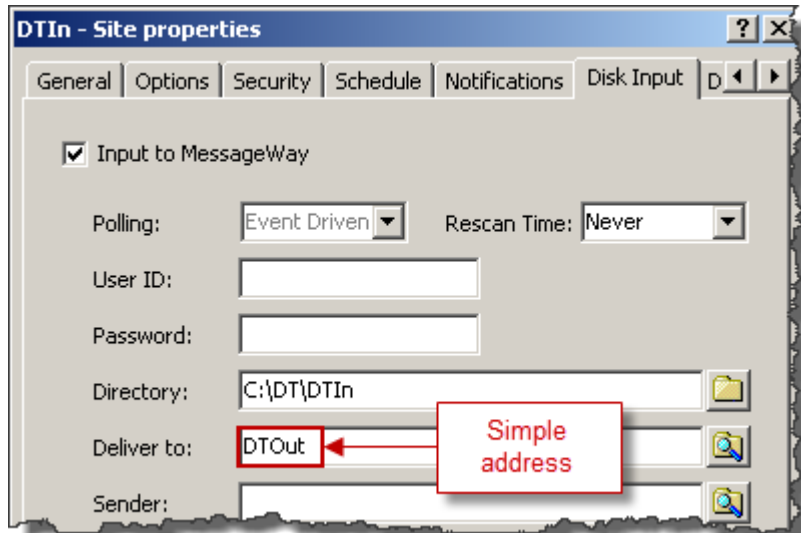 DTIn - Site properties
General Options Security Schedule Notifications Disk Input D
Input to MessageWay
Polling: Event Driven Rescan Time: Never
User ID:
Password:
Directory: C:\DT\DTIn
Deliver to: DTOut
Simple
address
Sender: